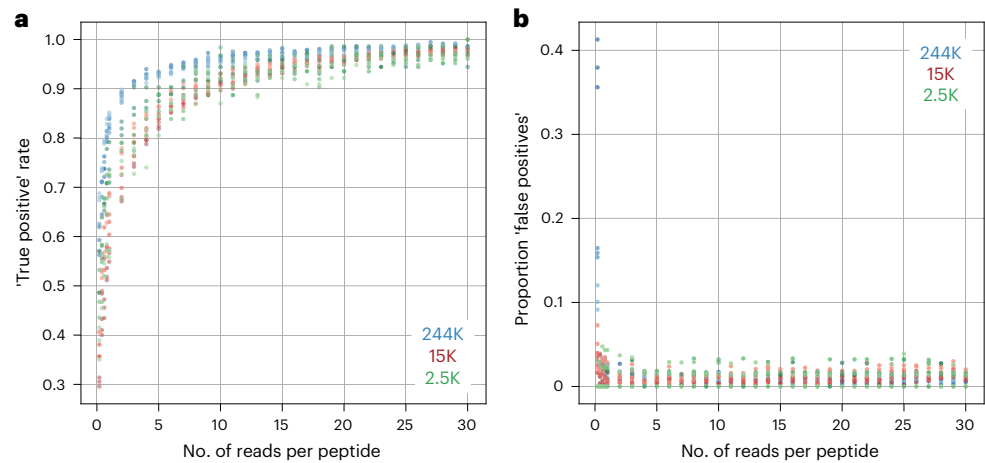 a
'True positive' rate
1.0
0.9
0.8
0.7
0.6
0.5
0.4
0.3
244K
15K
2.5K
0 5 10 15 20 25 30
No. of reads per peptide
b
Proportion 'false positives'
0.4
0.3
0.2
0.1
0
244K
15K
2.5K
0 5 10 15 20 25 30
No. of reads per peptide